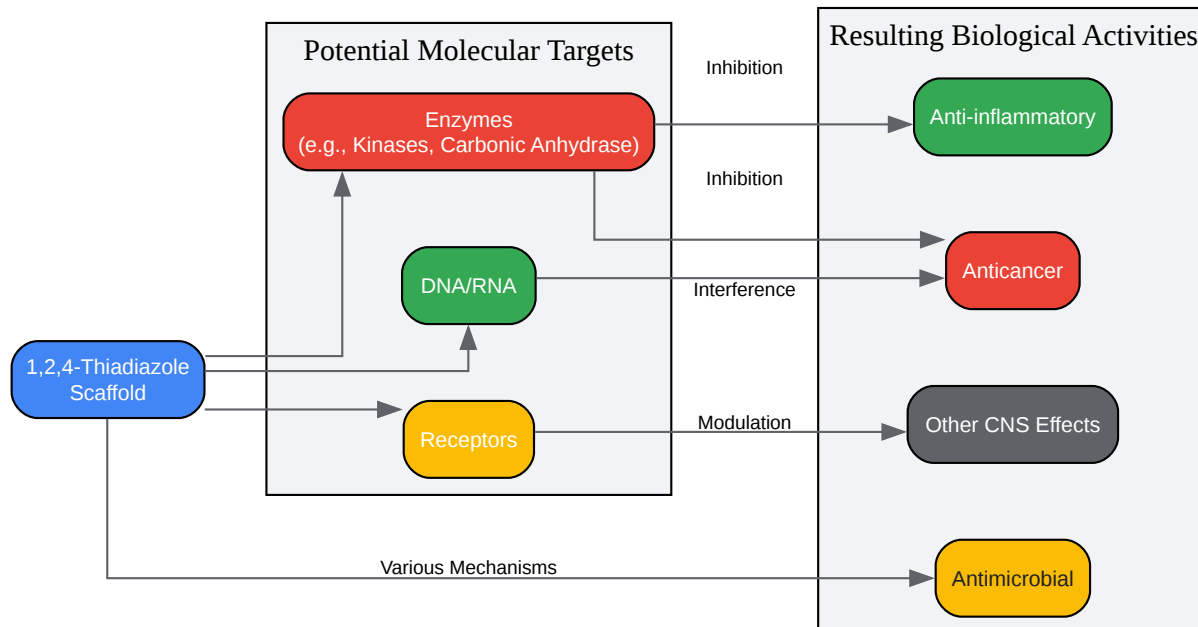 Potential Molecular Targets
Resulting Biological Activities
Enzymes
(e.g., Kinases, Carbonic Anhydrase)
Inhibition
Anti-inflammatory
Inhibition
DNA/RNA
Interference
Anticancer
1,2,4-Thiadiazole
Scaffold
Receptors
Modulation
Other CNS Effects
Various Mechanisms
Antimicrobial